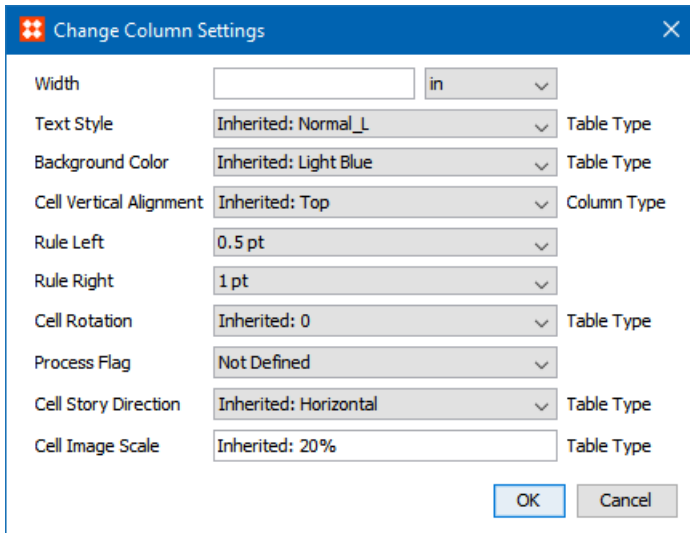 Change Column Settings
Width in
Text Style Inherited: Normal_L Table Type
Background Color Inherited: Light Blue Table Type
Cell Vertical Alignment Inherited: Top Column Type
Rule Left 0.5 pt
Rule Right 1 pt
Cell Rotation Inherited: 0 Table Type
Process Flag Not Defined
Cell Story Direction Inherited: Horizontal Table Type
Cell Image Scale Inherited: 20% Table Type
OK Cancel